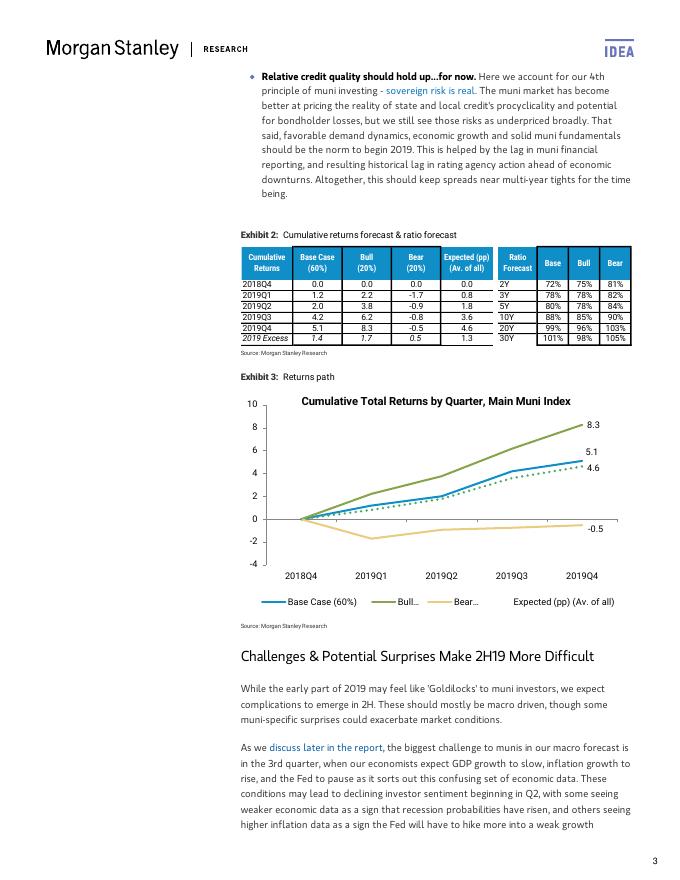 Morgan Stanley | RESEARCH
IDEA
Relative credit quality should hold up...for now. Here we account for our 4th
principle of muni investing - sovereign risk is real. The muni market has become
better at pricing the reality of state and local credit's procyclicality and potential
for bondholder losses, but we still see those risks as underpriced broadly. That
said, favorable demand dynamics, economic growth and solid muni fundamentals
should be the norm to begin 2019. This is helped by the lag in muni financial
reporting, and resulting historical lag in rating agency action ahead of economic
downturns. Altogether, this should keep spreads near multi-year tights for the time
being.
Exhibit 2: Cumulative returns forecast & ratio forecast
Cumulative Returns Base Case (60%) Bull (20%) Bear (20%) Expected (pp) (Av. of all) Ratio Forecast Base Bull Bear
2018Q4 0.0 0.0 0.0 0.0 2Y 72% 75% 81%
2019Q1 1.2 2.2 -1.7 0.8 3Y 78% 78% 82%
2019Q2 2.0 3.8 -0.9 1.8 5Y 80% 78% 84%
2019Q3 4.2 6.2 -0.8 3.6 10Y 88% 85% 90%
2019Q4 5.1 8.3 -0.5 4.6 20Y 99% 96% 103%
2019 Excess 1.4 1.7 0.5 1.3 30Y 101% 98% 105%
Source: Morgan Stanley Research
Exhibit 3: Returns path
Cumulative Total Returns by Quarter, Main Muni Index
10
8
6
4
2
0
-2
-4
8.3
5.1
4.6
-0.5
2018Q4 2019Q1 2019Q2 2019Q3 2019Q4
Base Case (60%) Bull… Bear… Expected (pp) (Av. of all)
Source: Morgan Stanley Research
Challenges & Potential Surprises Make 2H19 More Difficult
While the early part of 2019 may feel like 'Goldilocks' to muni investors, we expect
complications to emerge in 2H. These should mostly be macro driven, though some
muni-specific surprises could exacerbate market conditions.
As we discuss later in the report, the biggest challenge to munis in our macro forecast is
in the 3rd quarter, when our economists expect GDP growth to slow, inflation growth to
rise, and the Fed to pause as it sorts out this confusing set of economic data. These
conditions may lead to declining investor sentiment beginning in Q2, with some seeing
weaker economic data as a sign that recession probabilities have risen, and others seeing
higher inflation data as a sign the Fed will have to hike more into a weak growth
3